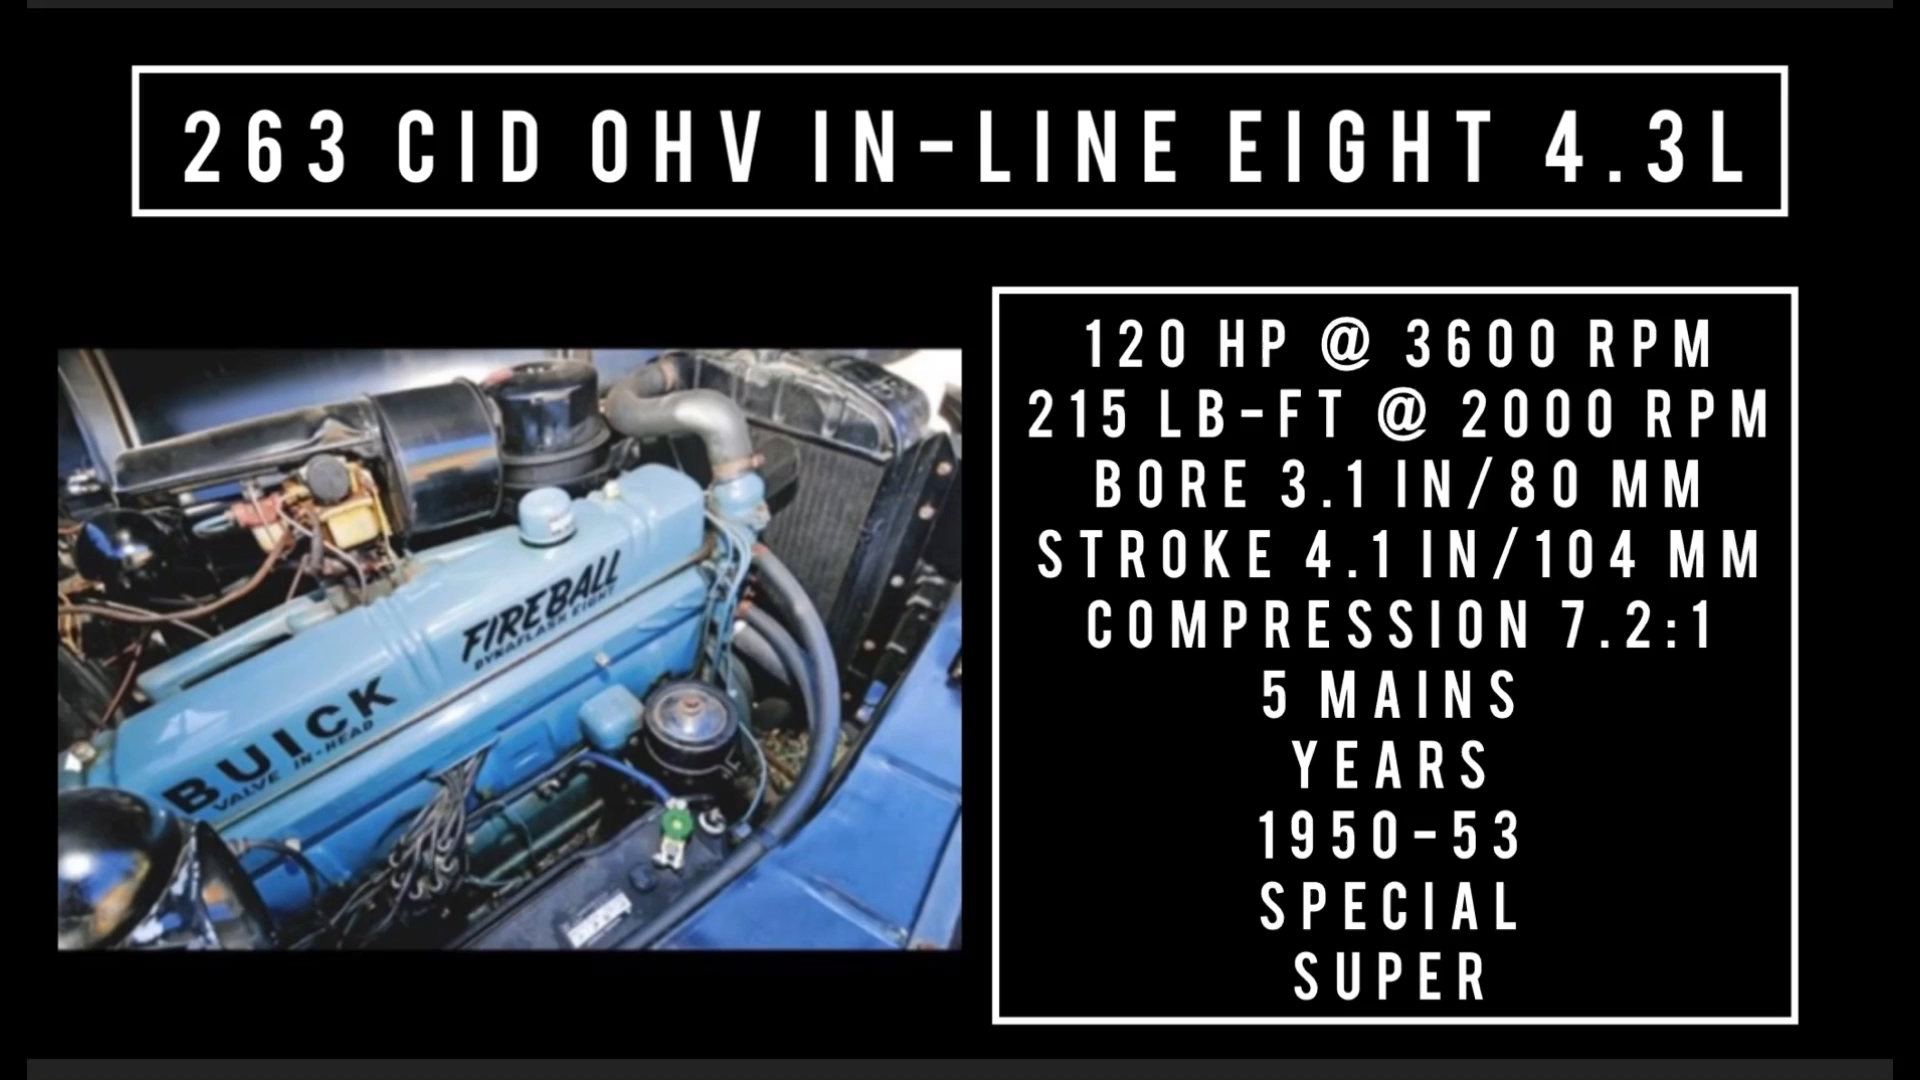 263 CID OHV IN-LINE EIGHT 4.3L
120 HP @ 3600 RPM
215 LB-FT @ 2000 RPM
BORE 3.1 IN/80 MM
STROKE 4.1 IN/104 MM
COMPRESSION 7.2:1
5 MAINS
YEARS
1950-53
SPECIAL
SUPER
FIREBALL
DYNAFLASH EIGHT
BUICK
VALVE IN-HEAD